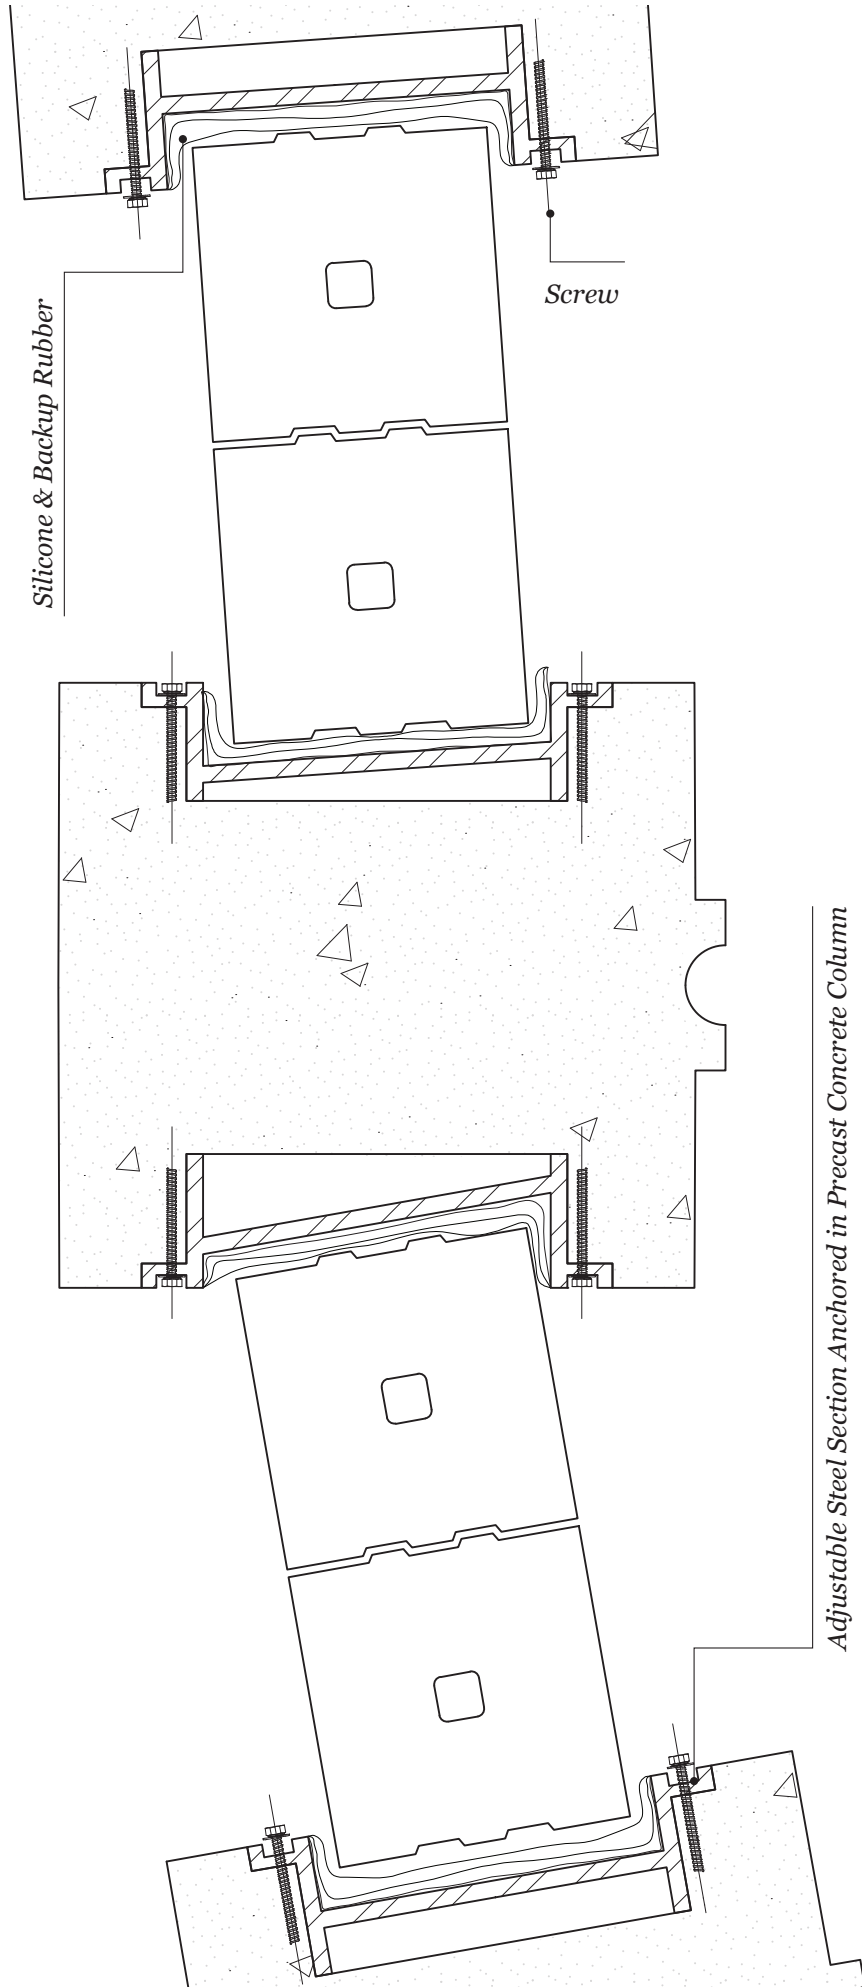 Silicone & Backup Rubber
Screw
Adjustable Steel Section Anchored in Precast Concrete Column